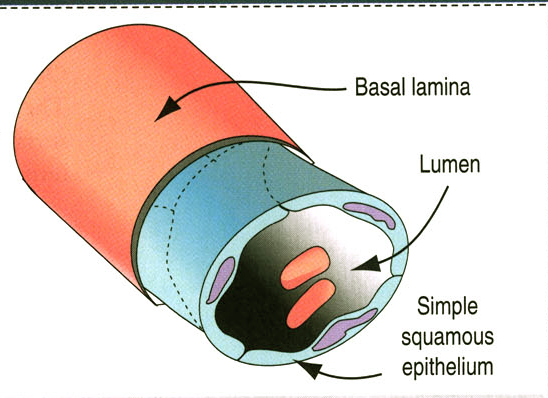 Basal lamina
Lumen
Simple
squamous
epithelium